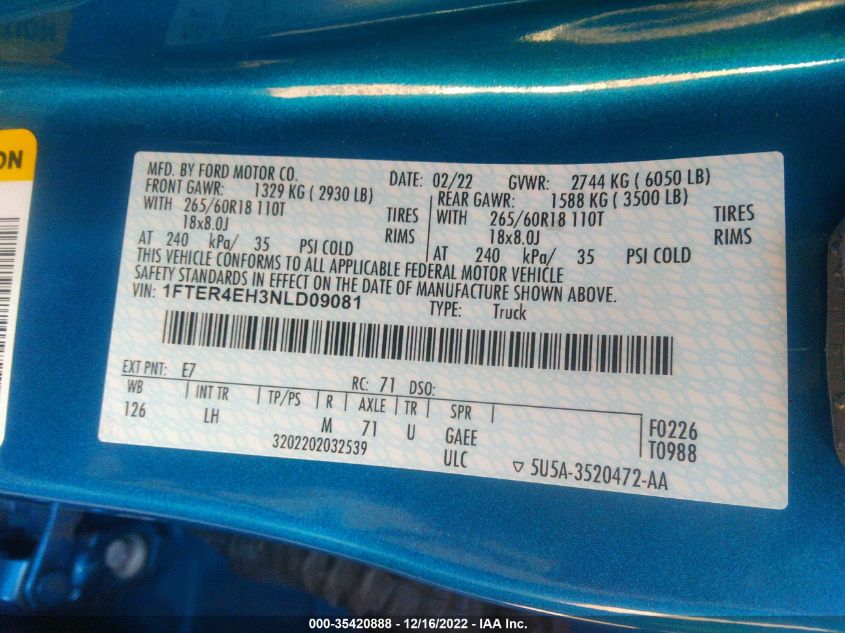 ON
MFD. BY FORD MOTOR CO.
DATE: 02/22 GVWR: 2744 KG ( 6050 LB)
FRONT GAWR: 1329 KG ( 2930 LB)
WITH 265/60R18 110T TIRES
18x8.0J RIMS
AT 240 kPa/ 35 PSI COLD
REAR GAWR: 1588 KG ( 3500 LB)
WITH 265/60R18 110T TIRES
18x8.0J RIMS
AT 240 kPa/ 35 PSI COLD
THIS VEHICLE CONFORMS TO ALL APPLICABLE FEDERAL MOTOR VEHICLE
SAFETY STANDARDS IN EFFECT ON THE DATE OF MANUFACTURE SHOWN ABOVE.
VIN: 1FTER4EH3NLD09081
TYPE: Truck
EXT PNT: E7 RC: 71 DSO:
WB INT TR TP/PS R AXLE TR SPR
126 LH M 71 U GAEE
ULC
F0226
T0988
3202202032539
▽ 5U5A-3520472-AA
000-35420888 - 12/16/2022 - IAA Inc.